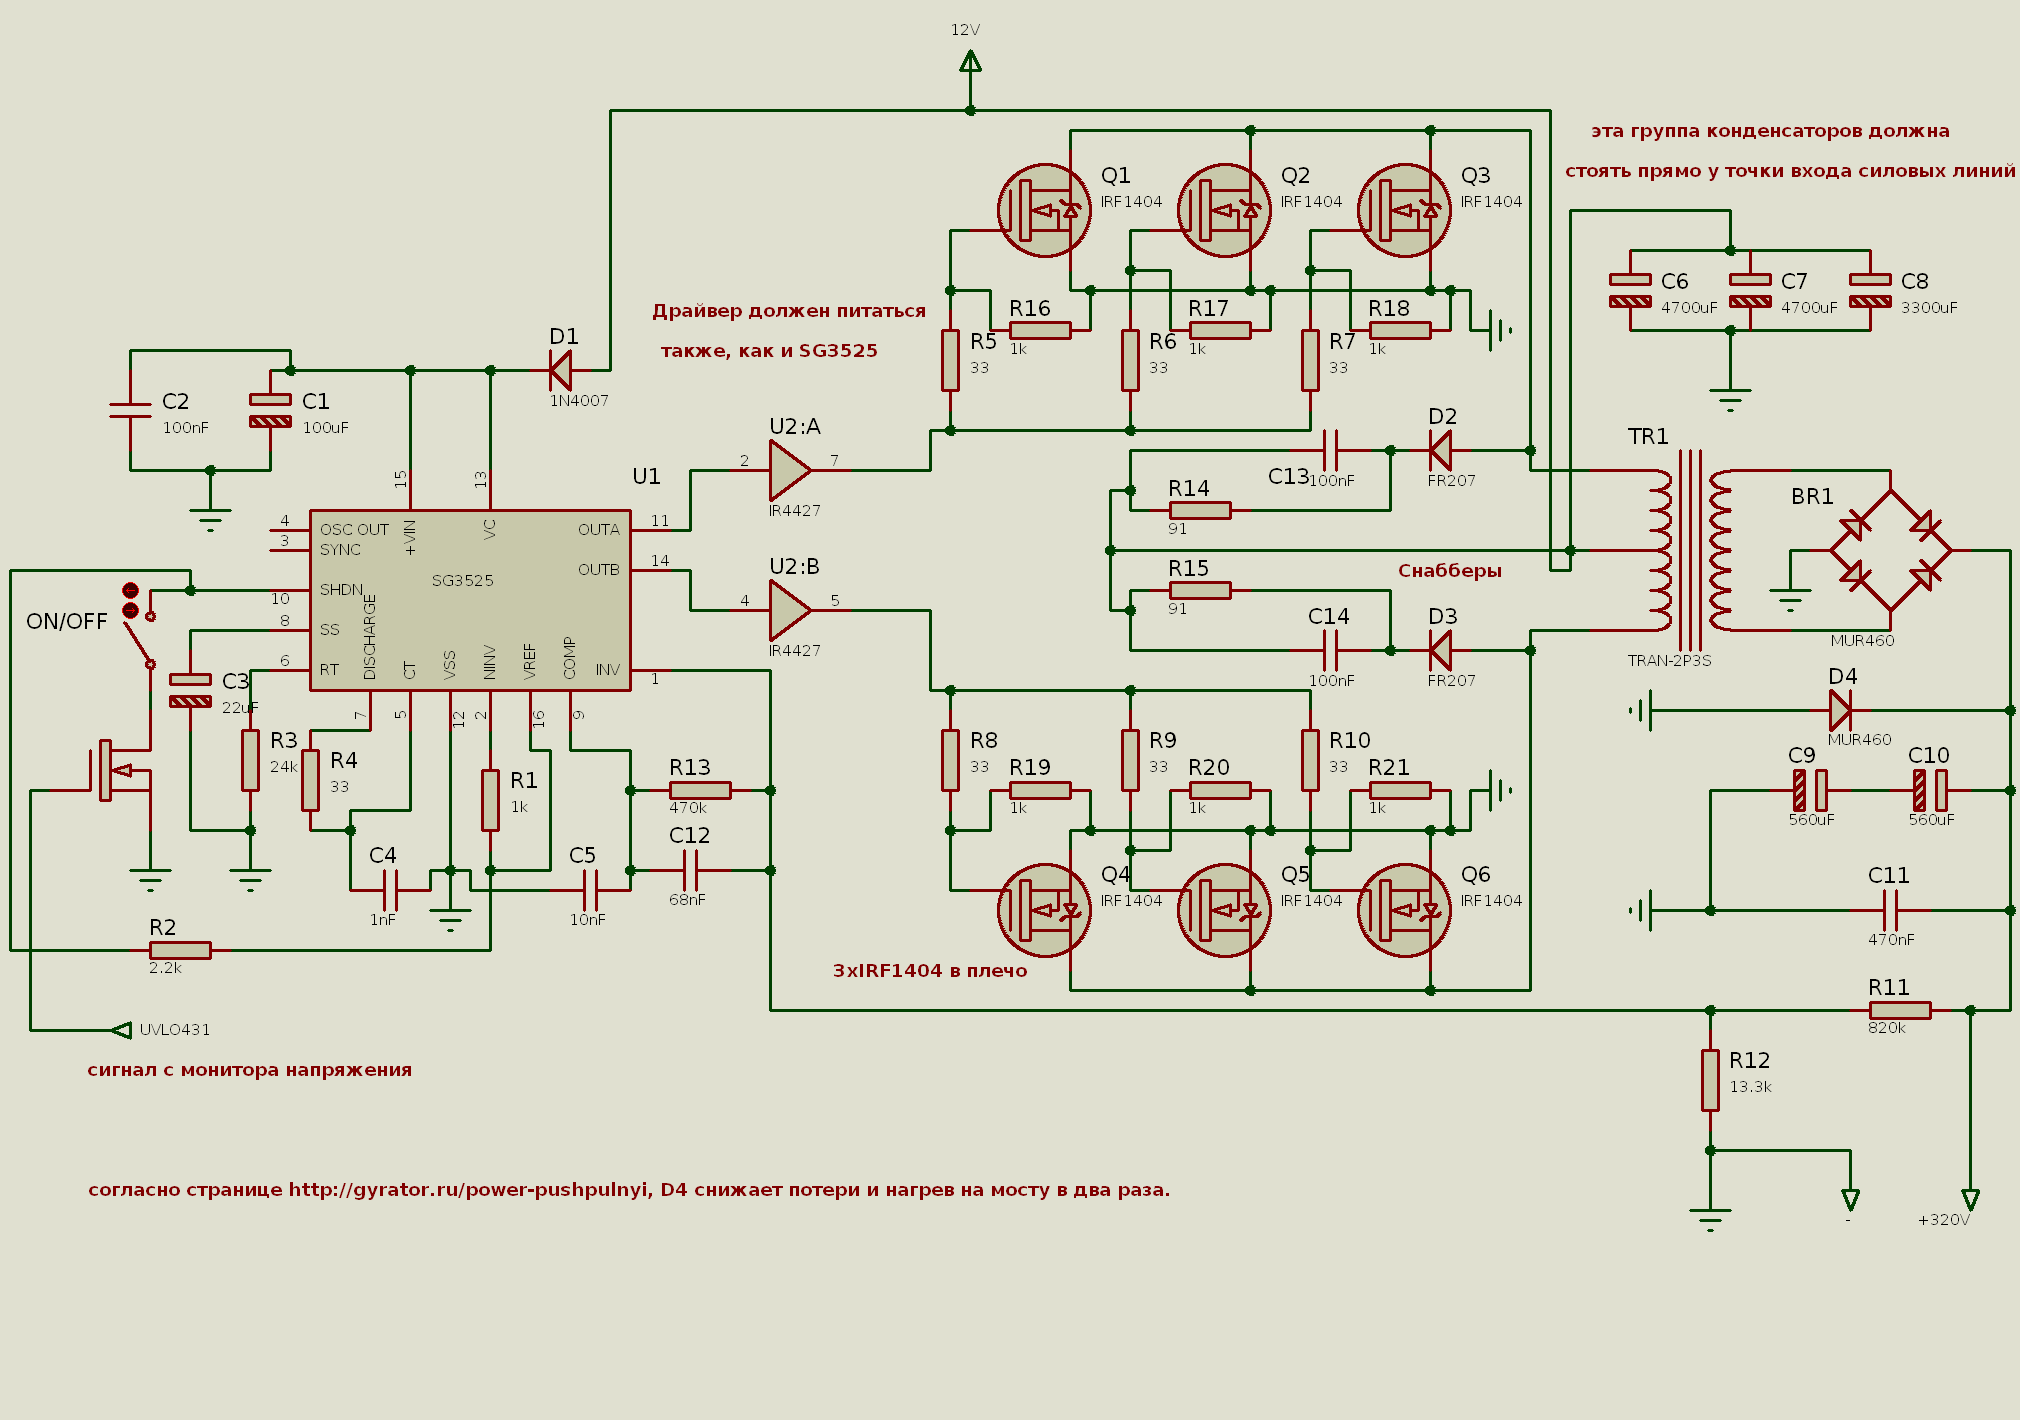 12V
эта группа конденсаторов должна
стоять прямо у точки входа силовых линий
Q1
IRF1404
Q2
IRF1404
Q3
IRF1404
C6
4700uF
C7
4700uF
C8
3300uF
Драйвер должен питаться
также, как и SG3525
R16
1k
R17
1k
R18
1k
R5
33
R6
33
R7
33
D1
1N4007
C2
100nF
C1
100uF
U2:A
2
7
IR4427
D2
FR207
C13
100nF
R14
91
TR1
TRAN-2P3S
BR1
MUR460
U1
15
13
4
OSC OUT
3
SYNC
+VIN
VC
OUTA
11
OUTB
14
SG3525
10
SHDN
8
SS
6
RT
DISCHARGE
CT
VSS
NINV
VREF
COMP
INV
1
7
5
12
2
16
9
U2:B
4
5
IR4427
R15
91
Снабберы
C14
100nF
D3
FR207
ON/OFF
C3
22uF
R3
24k
R4
33
R1
1k
R13
470k
C12
68nF
C4
1nF
C5
10nF
R2
2.2k
R8
33
R9
33
R10
33
R19
1k
R20
1k
R21
1k
Q4
IRF1404
Q5
IRF1404
Q6
IRF1404
3xIRF1404 в плечо
D4
MUR460
C9
560uF
C10
560uF
C11
470nF
R11
820k
R12
13.3k
UVLO431
сигнал с монитора напряжения
согласно странице http://gyrator.ru/power-pushpulnyi, D4 снижает потери и нагрев на мосту в два раза.
-
+320V